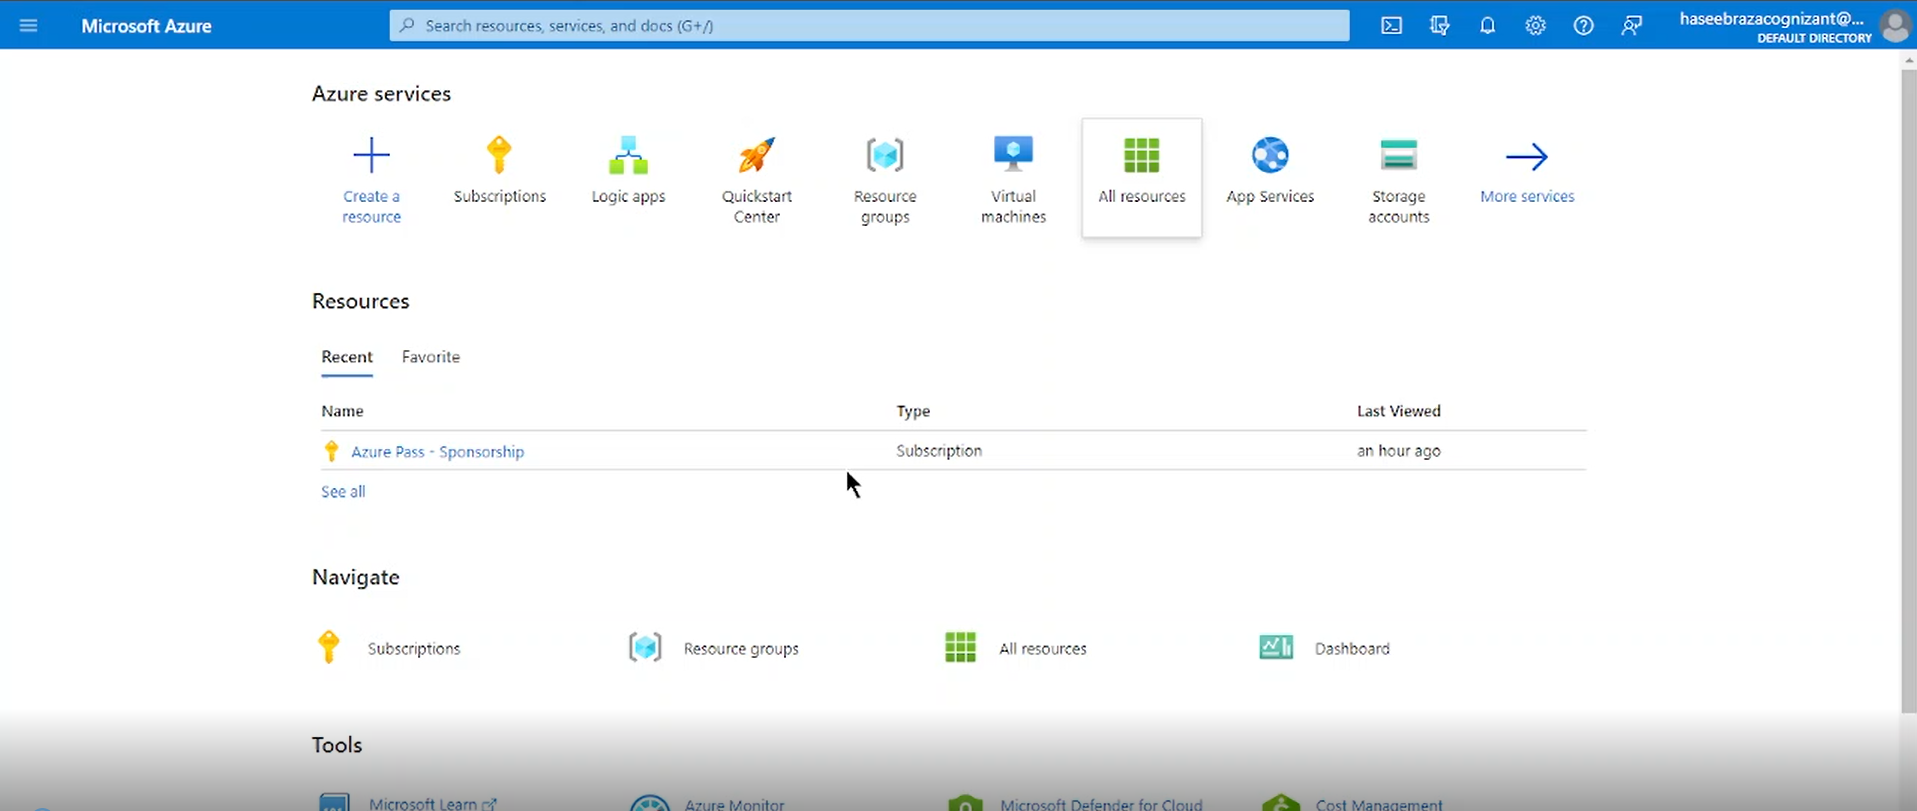 Microsoft Azure
Search resources, services, and docs (G+/)
haseebrazacognizant@...
DEFAULT DIRECTORY
Azure services
Create a
resource
Subscriptions
Logic apps
Quickstart
Center
Resource
groups
Virtual
machines
All resources
App Services
Storage
accounts
More services
Resources
Recent
Favorite
Name
Type
Last Viewed
Azure Pass - Sponsorship
Subscription
an hour ago
See all
Navigate
Subscriptions
Resource groups
All resources
Dashboard
Tools
Microsoft Learn
Azure Monitor
Microsoft Defender for Cloud
Cost Management